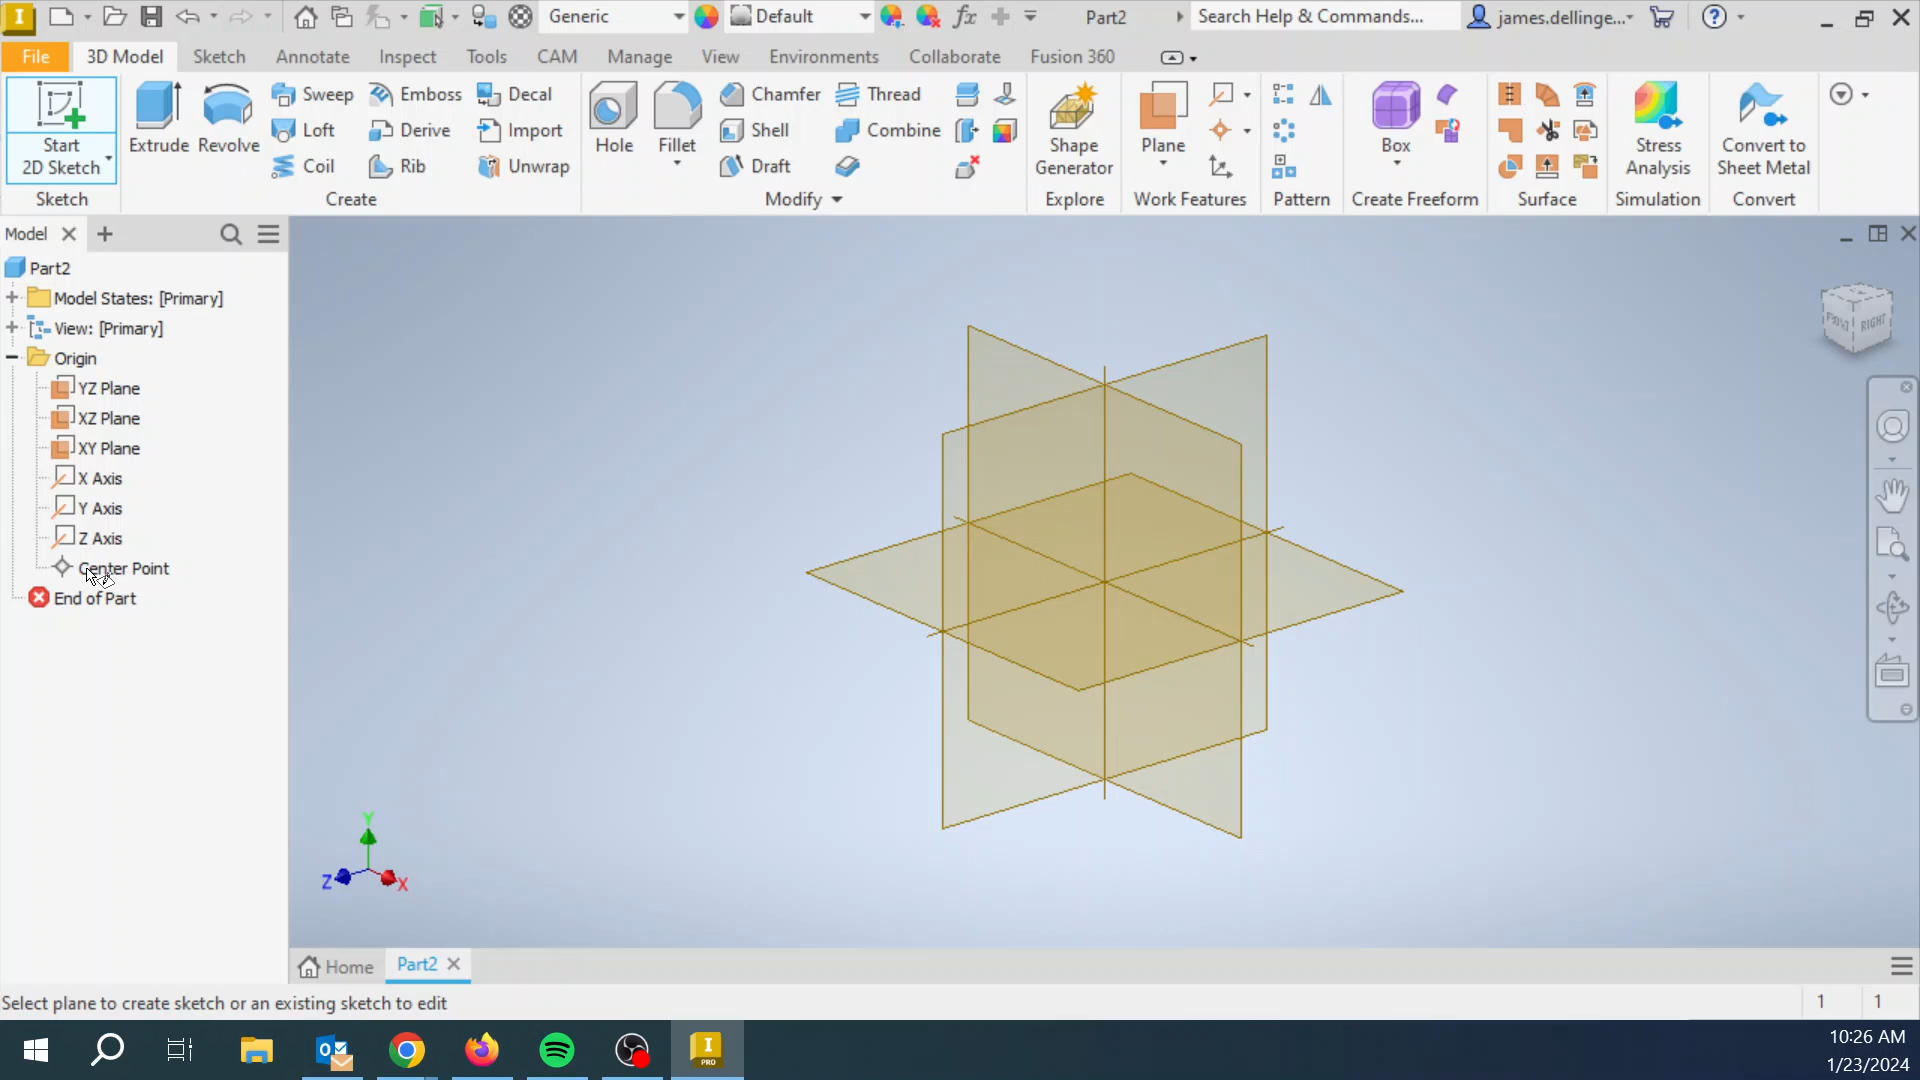 Generic
Default
Part2
Search Help & Commands...
james.dellinge...
File
3D Model
Sketch
Annotate
Inspect
Tools
CAM
Manage
View
Environments
Collaborate
Fusion 360
Start
2D Sketch
Extrude
Revolve
Sweep
Emboss
Decal
Loft
Derive
Import
Coil
Rib
Unwrap
Hole
Fillet
Chamfer
Thread
Shell
Combine
Draft
Shape
Generator
Plane
Box
Stress
Analysis
Convert to
Sheet Metal
Sketch
Create
Modify
Explore
Work Features
Pattern
Create Freeform
Surface
Simulation
Convert
Model
Part2
Model States: [Primary]
View: [Primary]
Origin
YZ Plane
XZ Plane
XY Plane
X Axis
Y Axis
Z Axis
Center Point
End of Part
FRONT
RIGHT
Y
Z
X
Home
Part2
Select plane to create sketch or an existing sketch to edit
1
1
I
PRO
10:26 AM
1/23/2024